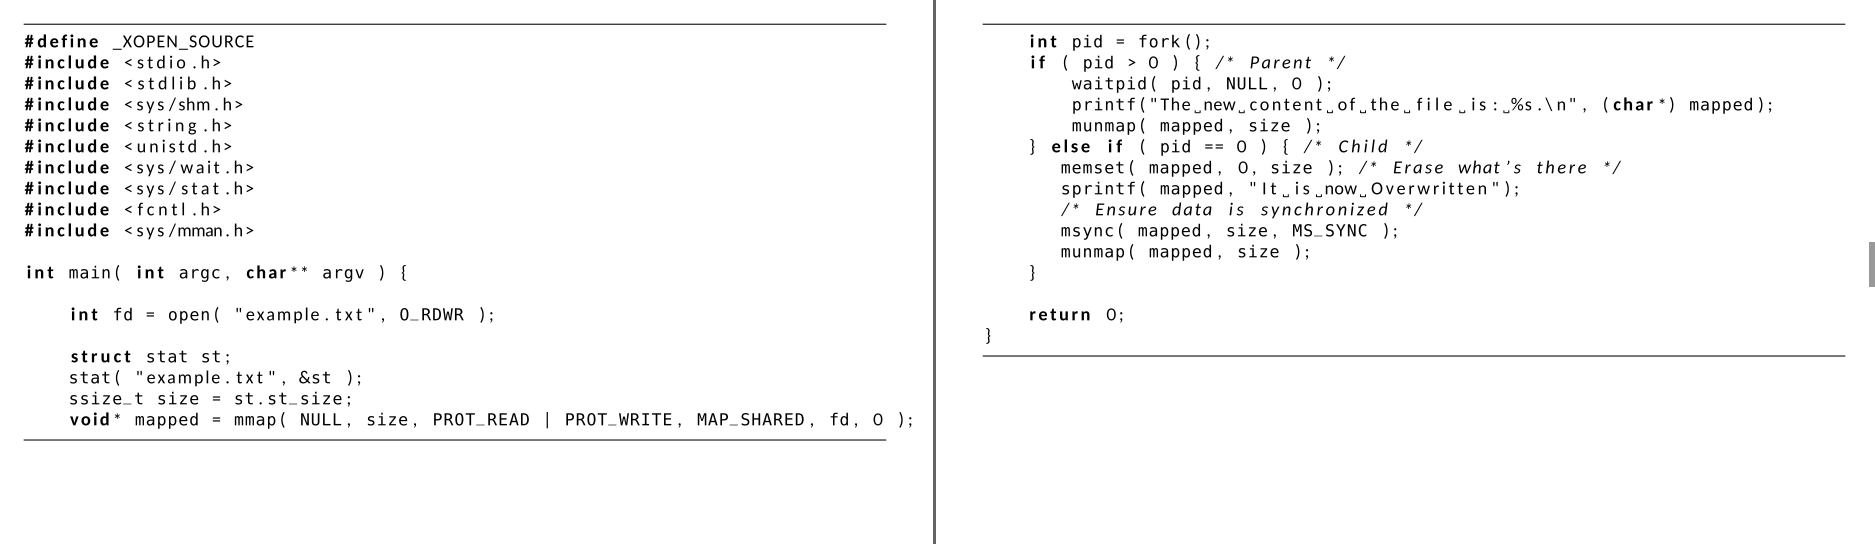 #define _XOPEN_SOURCE
#include <stdio.h>
#include <stdlib.h>
#include <sys/shm.h>
#include <string.h>
#include <unistd.h>
#include <sys/wait.h>
#include <sys/stat.h>
#include <fcntl.h>
#include <sys/mman.h>

int main( int argc, char** argv ) {

    int fd = open( "example.txt", O_RDWR );

    struct stat st;
    stat( "example.txt", &st );
    ssize_t size = st.st_size;
    void* mapped = mmap( NULL, size, PROT_READ | PROT_WRITE, MAP_SHARED, fd, 0 );
    int pid = fork();
    if ( pid > 0 ) { /* Parent */
        waitpid( pid, NULL, 0 );
        printf("The␣new␣content␣of␣the␣file␣is:␣%s.\n", (char*) mapped);
        munmap( mapped, size );
    } else if ( pid == 0 ) { /* Child */
       memset( mapped, 0, size ); /* Erase what's there */
       sprintf( mapped, "It␣is␣now␣Overwritten");
       /* Ensure data is synchronized */
       msync( mapped, size, MS_SYNC );
       munmap( mapped, size );
    }

    return 0;
}